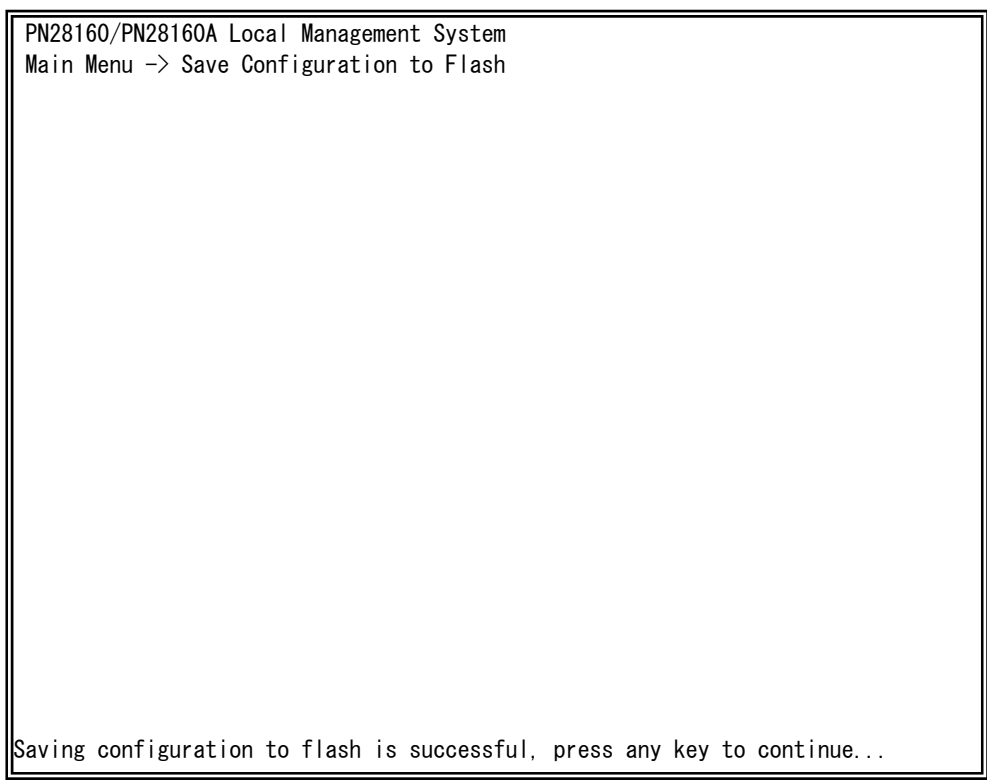 PN28160/PN28160A Local Management System
Main Menu -> Save Configuration to Flash
Saving configuration to flash is successful, press any key to continue...